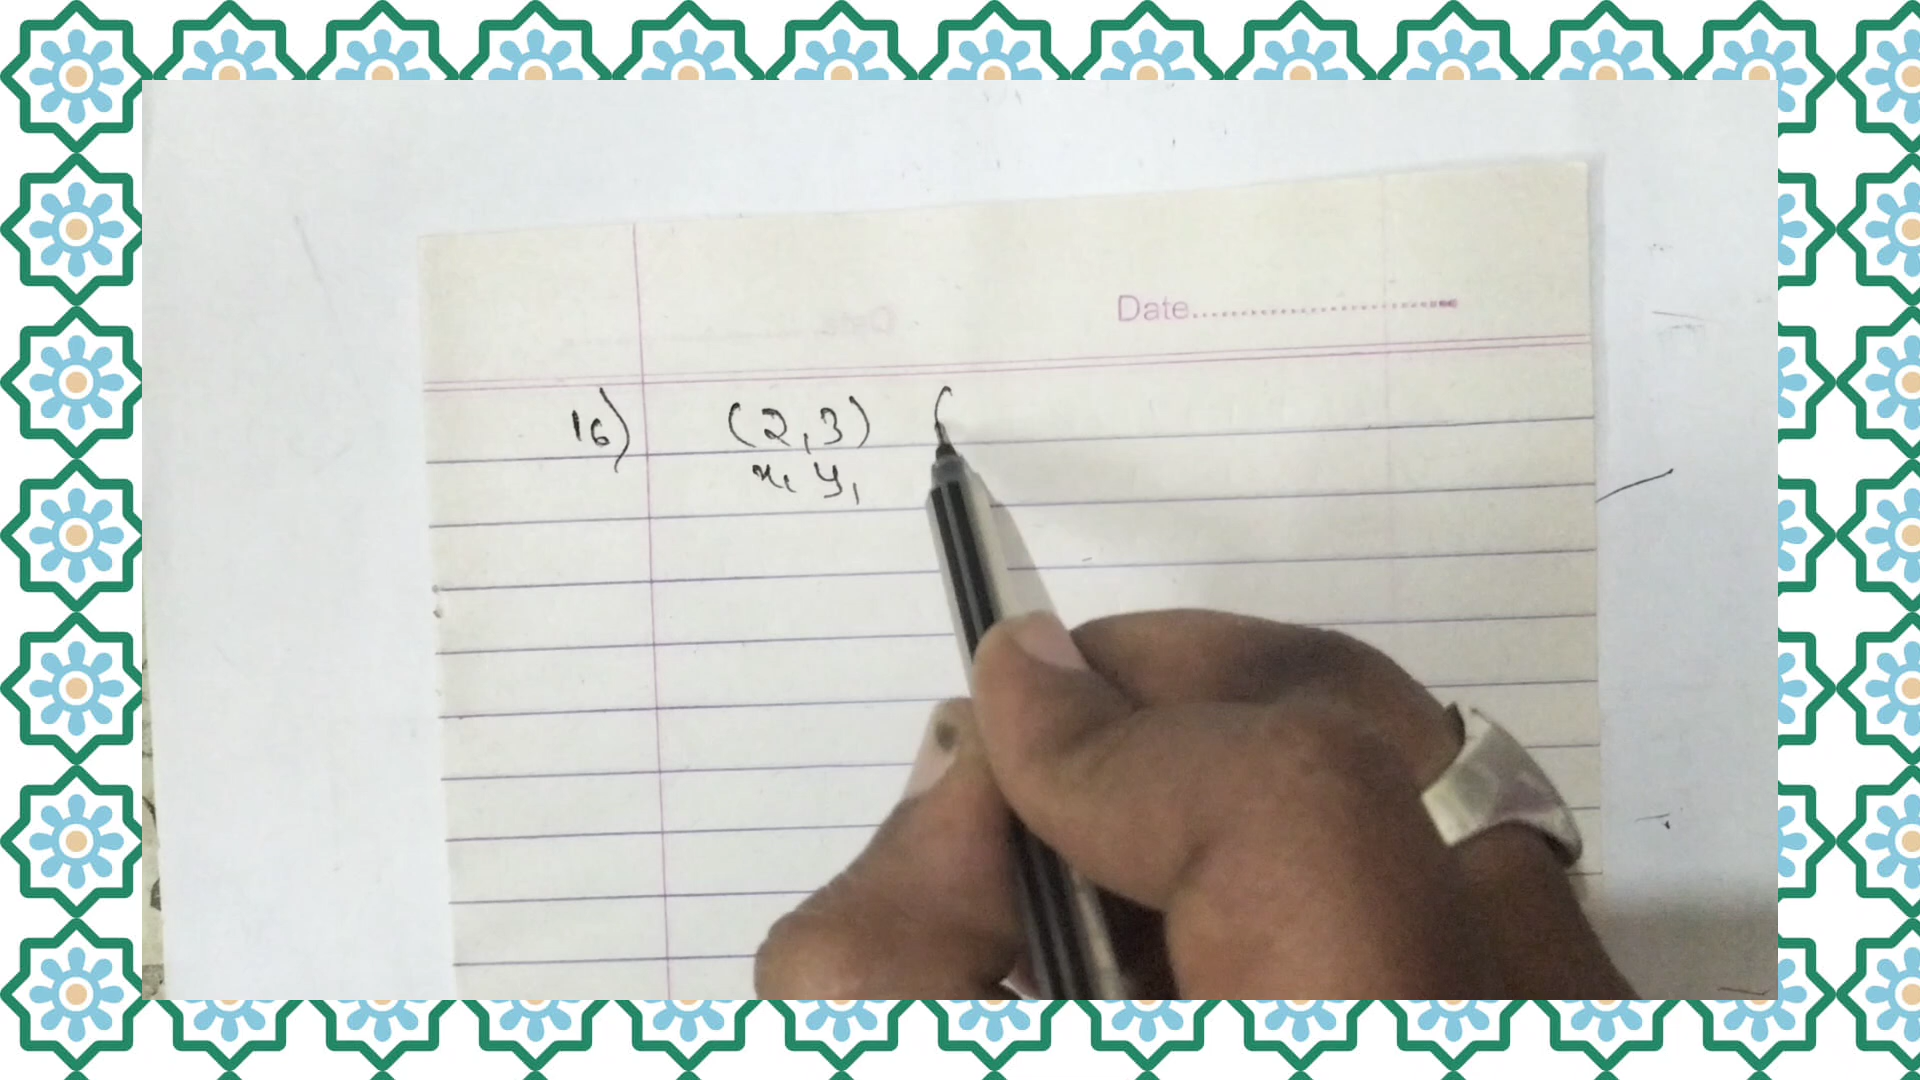 Date
16) (2,3) (
x₁ y₁